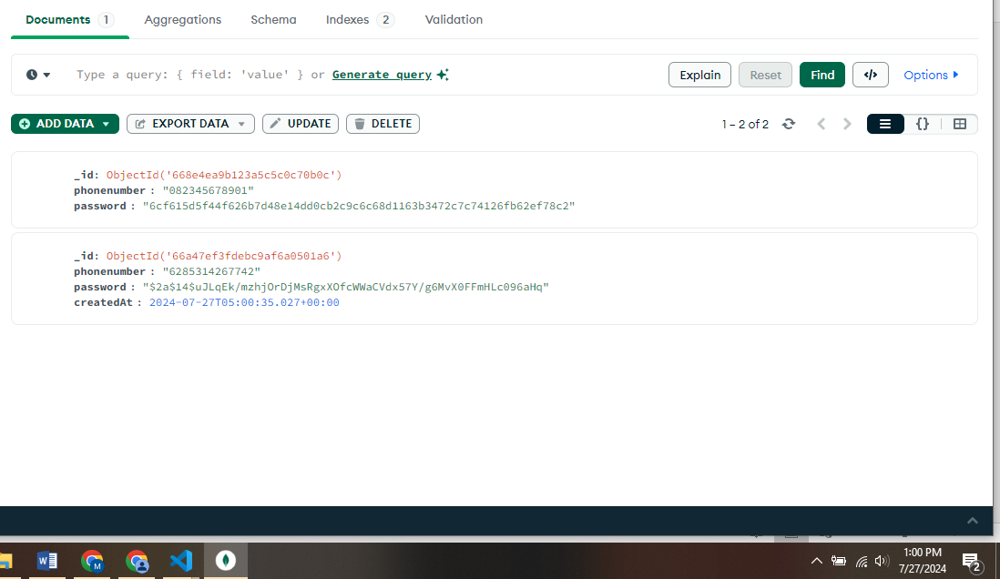 Documents 1 Aggregations Schema Indexes 2 Validation
Type a query: { field: 'value' } or Generate query Explain Reset Find </> Options
ADD DATA EXPORT DATA UPDATE DELETE 1 – 2 of 2 {}
_id: ObjectId('668e4ea9b123a5c5c0c70b0c')
phonenumber : "082345678901"
password : "6cf615d5f44f626b7d48e14dd0cb2c9c6c68d1163b3472c7c74126fb62ef78c2"
_id: ObjectId('66a47ef3fdebc9af6a0501a6')
phonenumber : "6285314267742"
password : "$2a$14$uJLqEk/mzhjOrDjMsRgxXOfcWWaCVdx57Y/g6MvX0FFmHLc096aHq"
createdAt : 2024-07-27T05:00:35.027+00:00
1:00 PM
7/27/2024
2